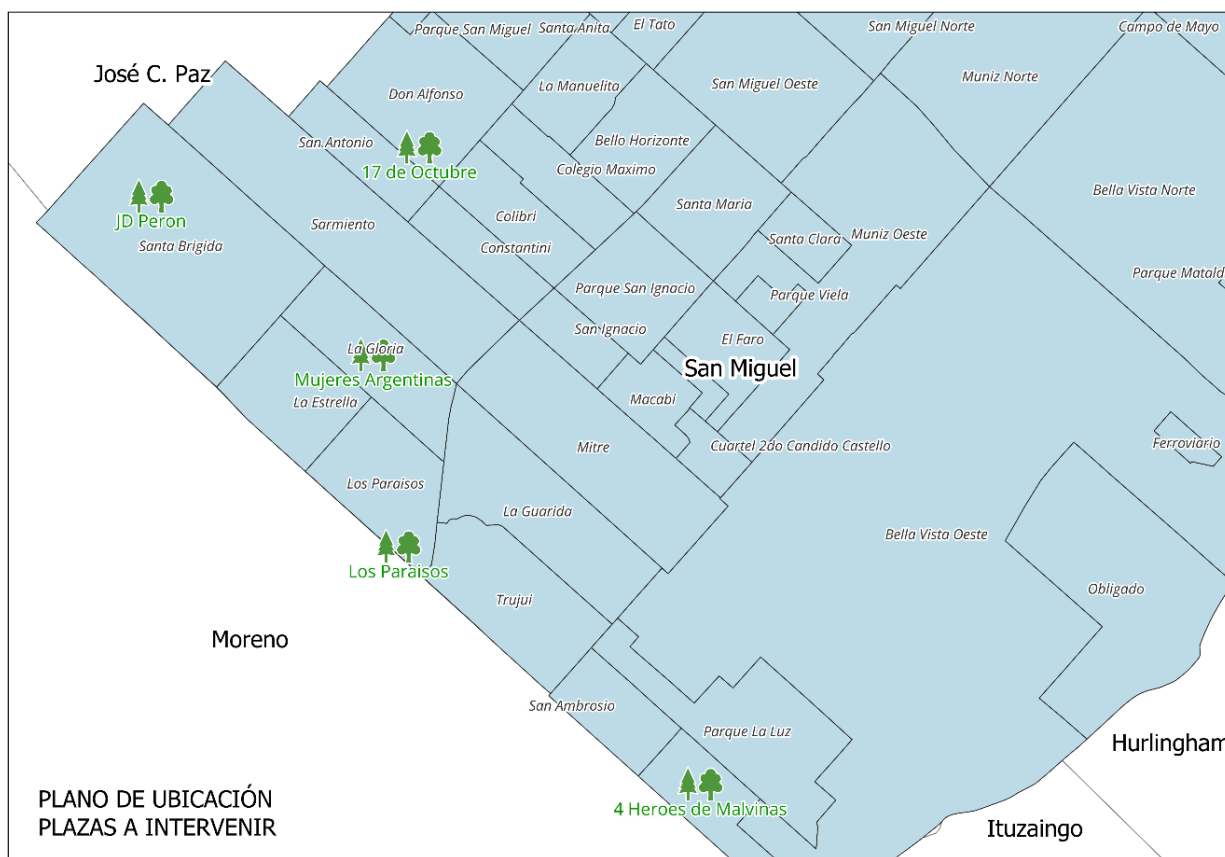 Parque San Miguel
Santa Anita
El Tato
San Miguel Norte
Campo de Mayo
José C. Paz
Don Alfonso
La Manuelita
San Miguel Oeste
Muniz Norte
San Antonio
Bello Horizonte
17 de Octubre
Colegio Maximo
Bella Vista Norte
JD Peron
Santa Brigida
Sarmiento
Colibri
Santa Maria
Constantini
Santa Clara
Muniz Oeste
Parque Matald
Parque San Ignacio
Parque Viela
San Ignacio
El Faro
La Gloria
San Miguel
Mujeres Argentinas
La Estrella
Macabi
Mitre
Cuartel 2do Candido Castello
Ferroviario
Los Paraisos
La Guarida
Bella Vista Oeste
Los Paraisos
Trujui
Obligado
Moreno
San Ambrosio
Parque La Luz
Hurlingham
4 Heroes de Malvinas
PLANO DE UBICACIÓN
PLAZAS A INTERVENIR
Ituzaingo